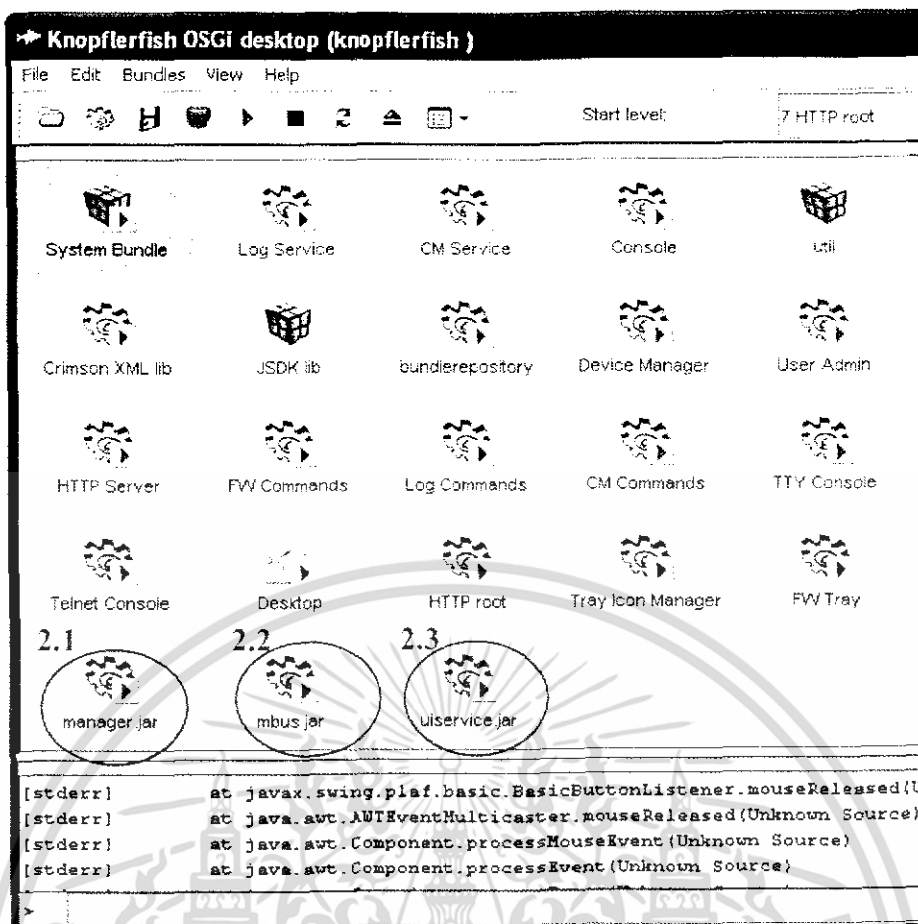 Knopflerfish OSGi desktop (knopflerfish )
File Edit Bundles View Help
Start level: 7 HTTP root
System Bundle Log Service CM Service Console util
Crimson XML lib JSDK lib bundlerepository Device Manager User Admin
HTTP Server FW Commands Log Commands CM Commands TTY Console
Telnet Console Desktop HTTP root Tray Icon Manager FW Tray
2.1 2.2 2.3
manager.jar mbus.jar uiservice.jar
[stderr] at javax.swing.plaf.basic.BasicButtonListener.mouseReleased(U
[stderr] at java.awt.AWTEventMulticaster.mouseReleased(Unknown Source)
[stderr] at java.awt.Component.processMouseEvent(Unknown Source)
[stderr] at java.awt.Component.processEvent(Unknown Source)
>